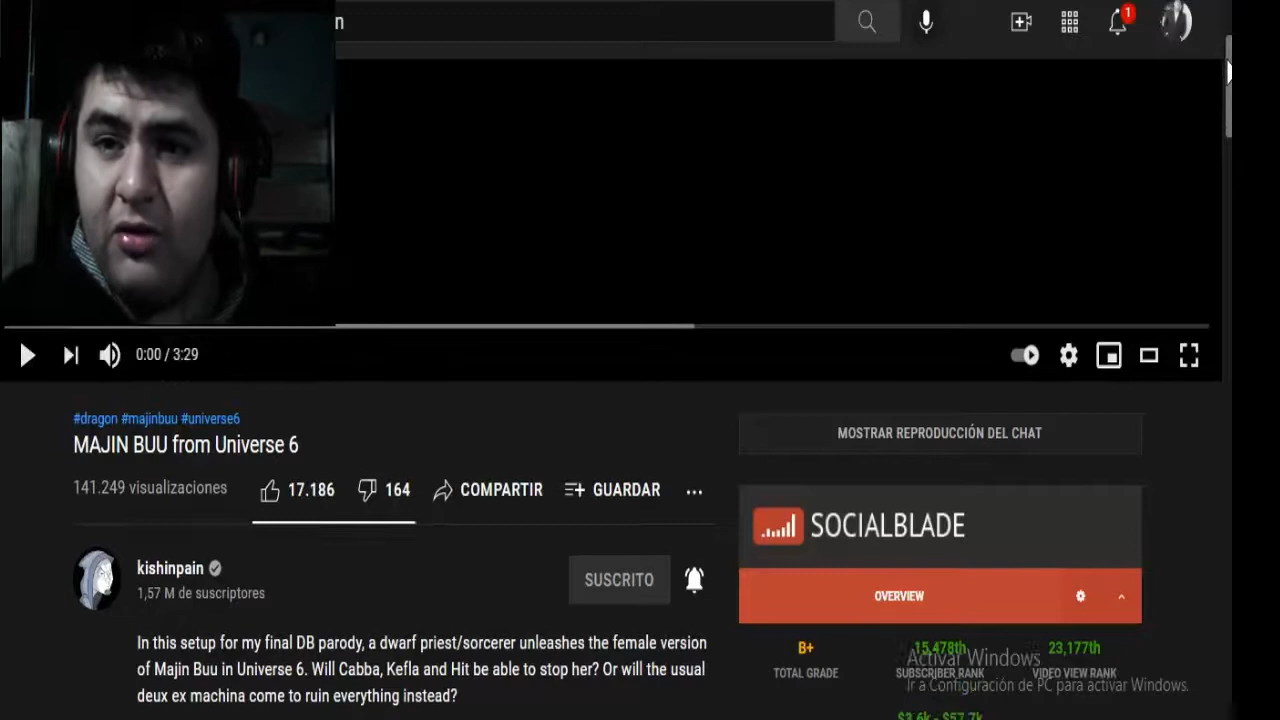 n
1
0:00 / 3:29
#dragon #majinbuu #universe6
MAJIN BUU from Universe 6
141.249 visualizaciones
17.186
164
COMPARTIR
GUARDAR
kishinpain
1,57 M de suscriptores
SUSCRITO
In this setup for my final DB parody, a dwarf priest/sorcerer unleashes the female version
of Majin Buu in Universe 6. Will Cabba, Kefla and Hit be able to stop her? Or will the usual
deux ex machina come to ruin everything instead?
MOSTRAR REPRODUCCIÓN DEL CHAT
SOCIALBLADE
OVERVIEW
B+
TOTAL GRADE
15,478th
SUBSCRIBER RANK
23,177th
VIDEO VIEW RANK
Activar Windows
Ir a Configuración de PC para activar Windows.
$3.6k - $57.7k